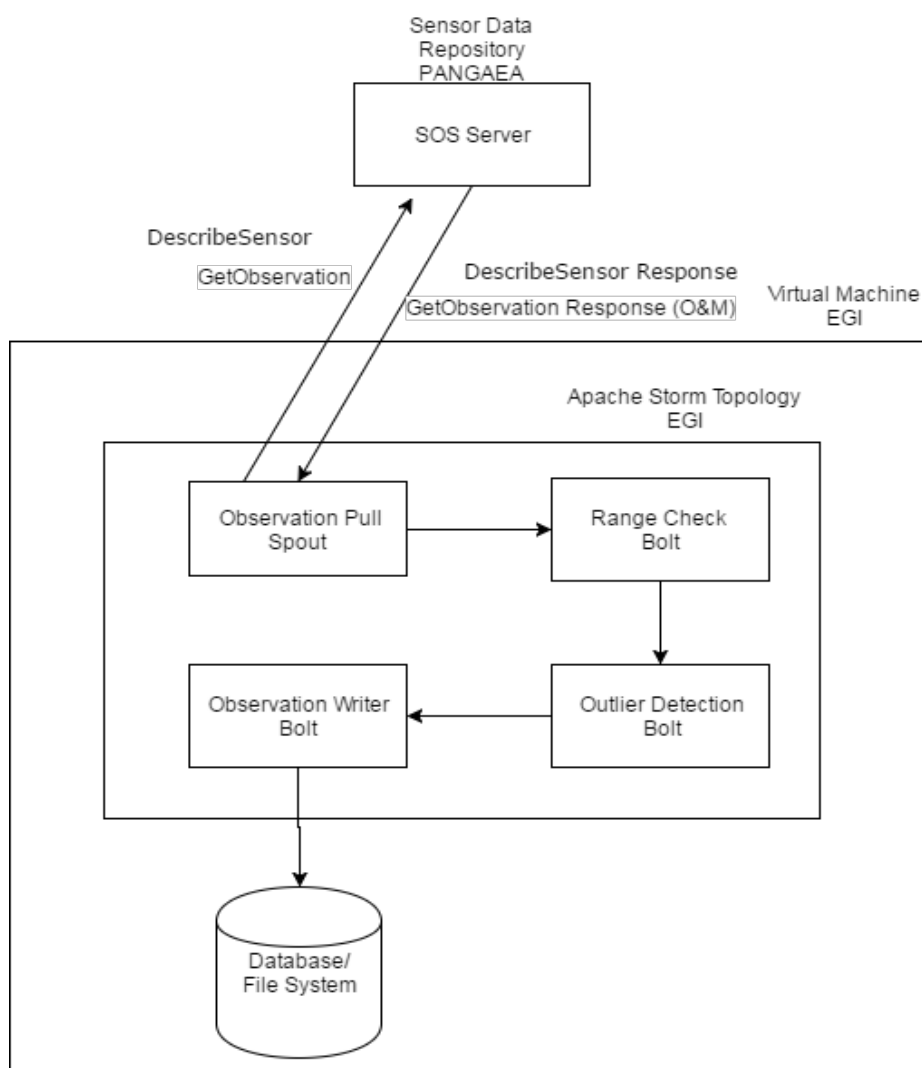 Sensor Data
Repository
PANGAEA
SOS Server
DescribeSensor
GetObservation
DescribeSensor Response
GetObservation Response (O&M)
Virtual Machine
EGI
Apache Storm Topology
EGI
Observation Pull
Spout
Range Check
Bolt
Observation Writer
Bolt
Outlier Detection
Bolt
Database/
File System